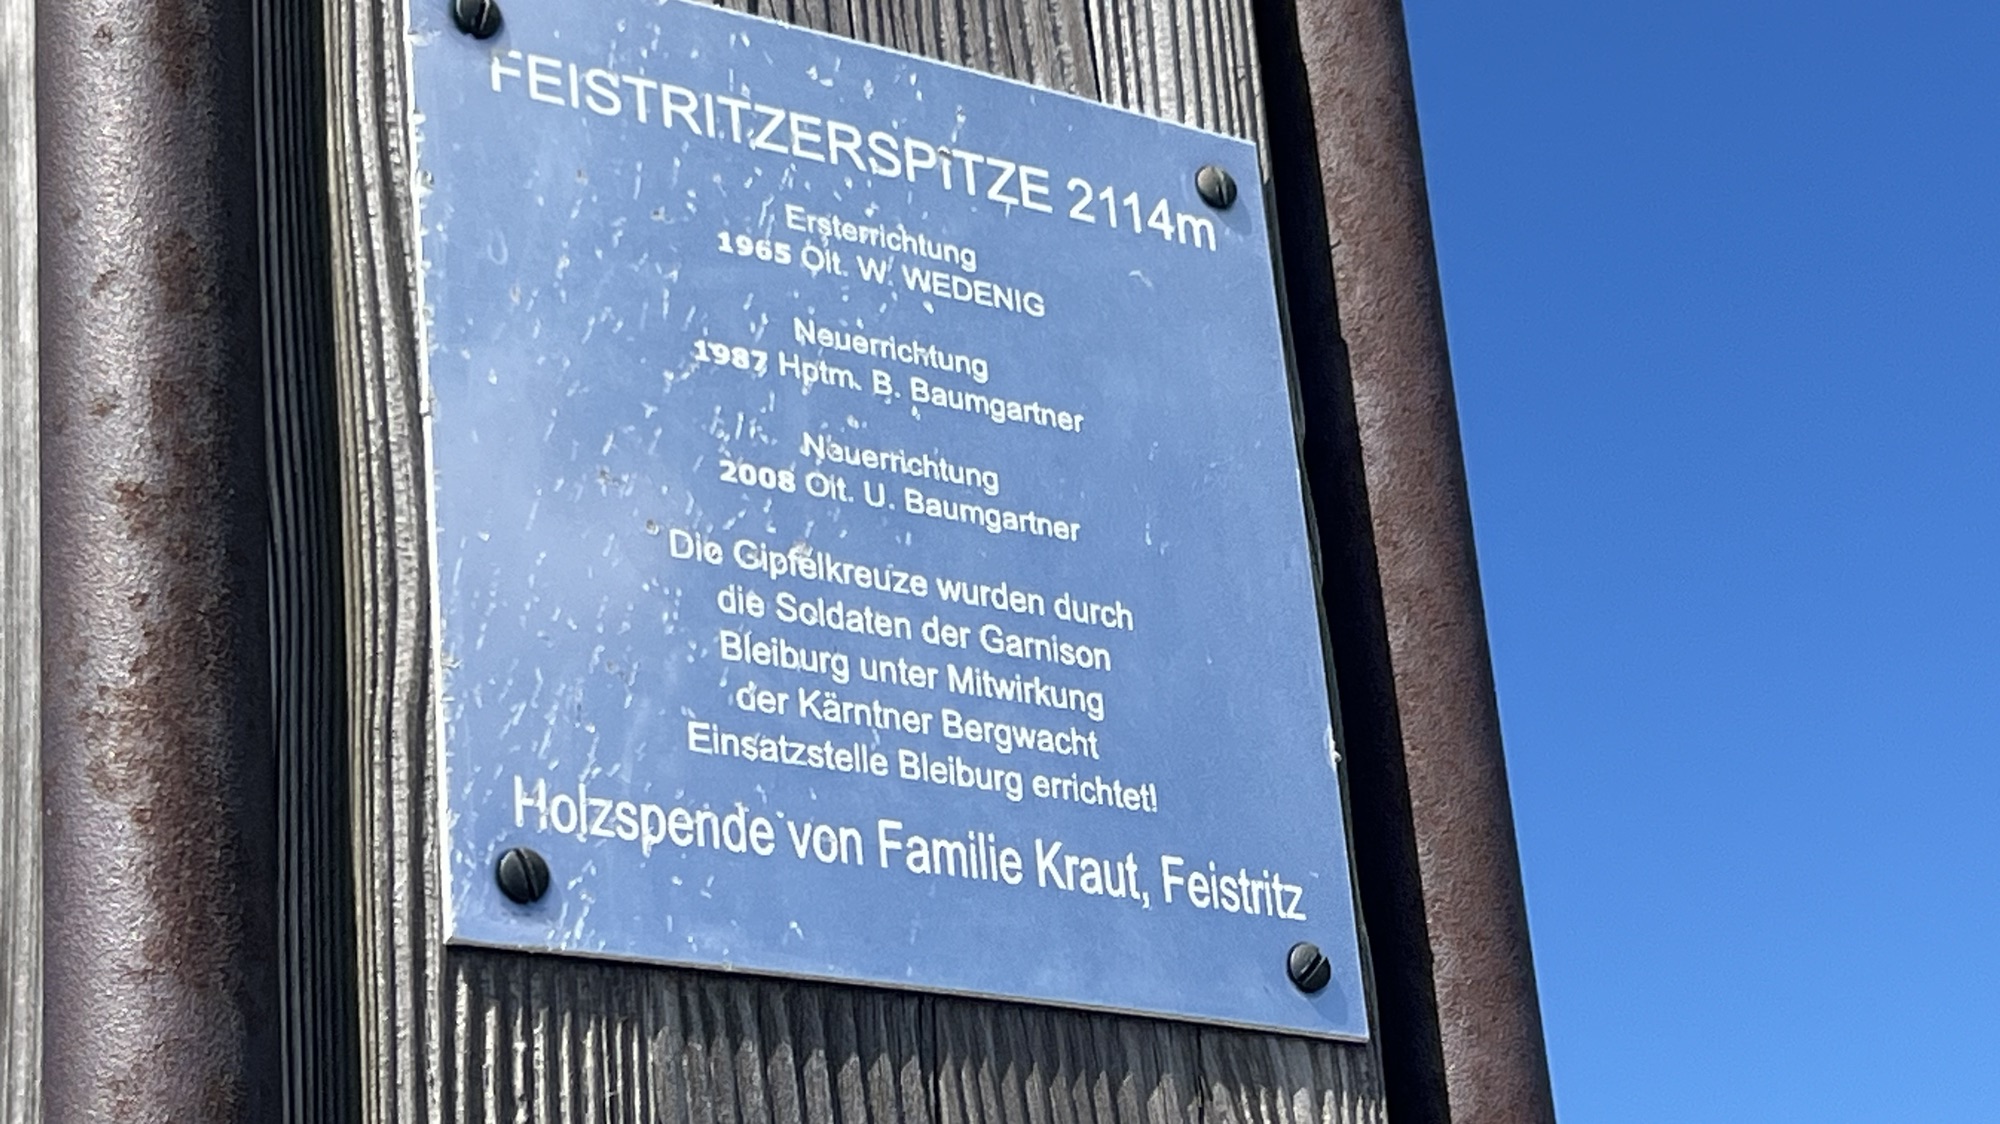 FEISTRITZERSPITZE 2114m
Ersterrichtung
1965 Olt. W. WEDENIG
Neuerrichtung
1987 Hptm. B. Baumgartner
Neuerrichtung
2008 Olt. U. Baumgartner
Die Gipfelkreuze wurden durch
die Soldaten der Garnison
Bleiburg unter Mitwirkung
der Kärntner Bergwacht
Einsatzstelle Bleiburg errichtet!
Holzspende von Familie Kraut, Feistritz